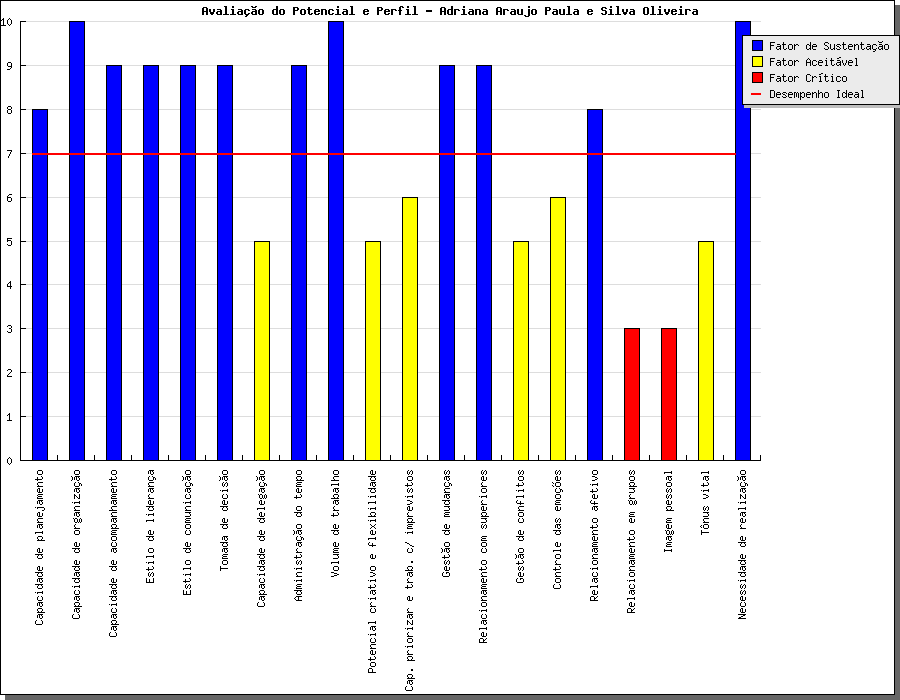 Avaliação do Potencial e Perfil - Adriana Araujo Paula e Silva Oliveira
10
9
8
7
6
5
4
3
2
1
0
Fator de Sustentação
Fator Aceitável
Fator Crítico
Desempenho Ideal
Capacidade de planejamento
Capacidade de organização
Capacidade de acompanhamento
Estilo de liderança
Estilo de comunicação
Tomada de decisão
Capacidade de delegação
Administração do tempo
Volume de trabalho
Potencial criativo e flexibilidade
Cap. priorizar e trab. c/ imprevistos
Gestão de mudanças
Relacionamento com superiores
Gestão de conflitos
Controle das emoções
Relacionamento afetivo
Relacionamento em grupos
Imagem pessoal
Tônus vital
Necessidade de realização